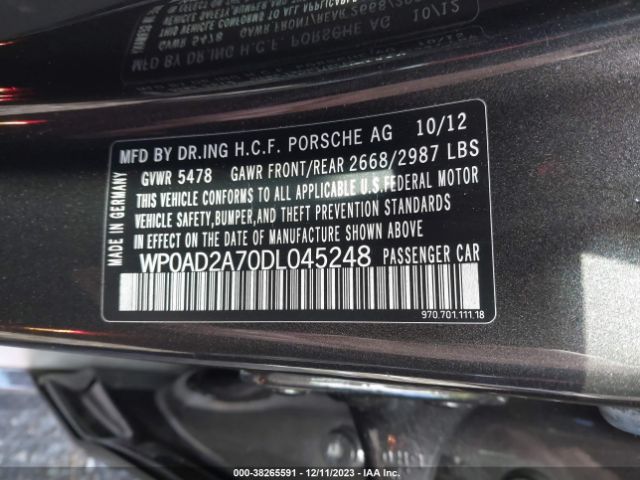 MFD BY DR.ING H.C.F. PORSCHE AG 10/12
GVWR 5478 GAWR FRONT/REAR 2668/2987 LBS
THIS VEHICLE CONFORMS TO ALL APPLICABLE U.S.FEDERAL MOTOR
VEHICLE SAFETY,BUMPER,AND THEFT PREVENTION STANDARDS
IN EFFECT ON THE DATE OF MANUFACTURE SHOWN ABOVE.
WP0AD2A70DL045248 PASSENGER CAR
MADE IN GERMANY
970.701.111.18
000-38265591 - 12/11/2023 - IAA Inc.